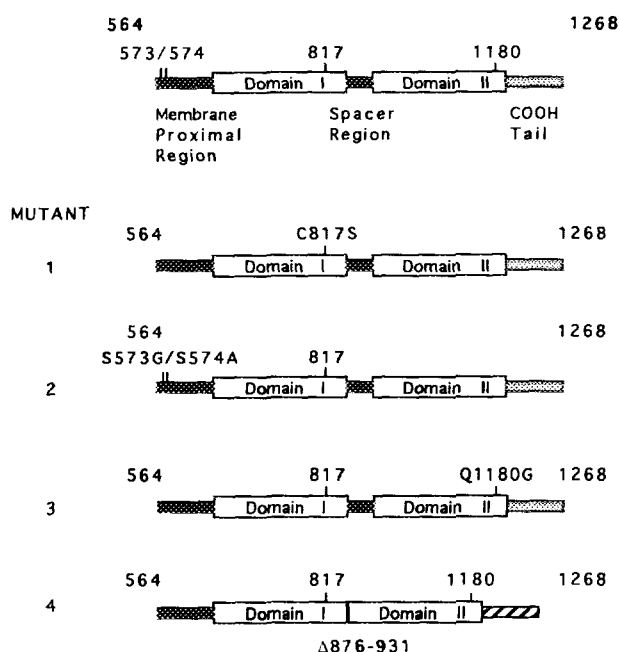 564 1268
573/574 817 1180
Domain I Domain II
Membrane Proximal Region
Spacer Region
COOH Tail
MUTANT
564 C817S 1268
1 Domain I Domain II
564 1268
S573G/S574A 817
2 Domain I Domain II
564 817 Q1180G 1268
3 Domain I Domain II
564 817 1180 1268
4 Domain I Domain II
Δ876-931